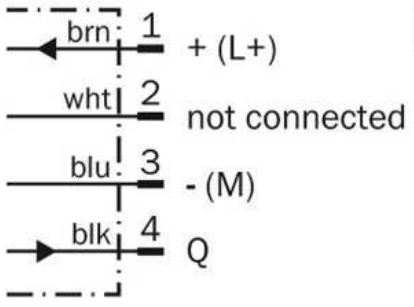 brn 1 + (L+)
wht 2 not connected
blu 3 - (M)
blk 4 Q